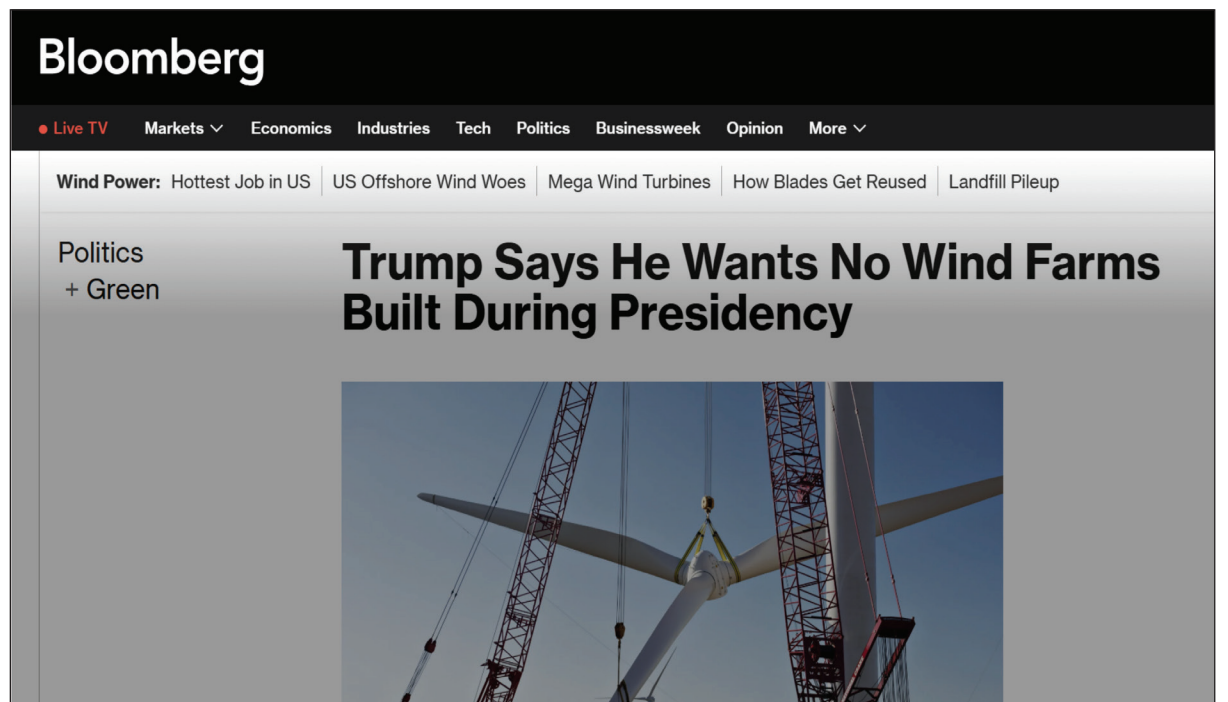 Bloomberg
Live TV Markets Economics Industries Tech Politics Businessweek Opinion More
Wind Power: Hottest Job in US US Offshore Wind Woes Mega Wind Turbines How Blades Get Reused Landfill Pileup
Politics
+ Green
Trump Says He Wants No Wind Farms
Built During Presidency